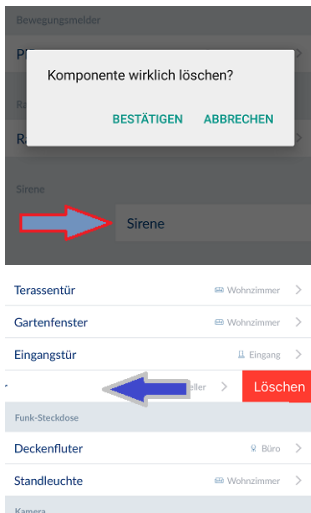 Bewegungsmelder
Komponente wirklich löschen?
BESTÄTIGEN ABBRECHEN
Sirene
Sirene
Terassentür Wohnzimmer
Gartenfenster Wohnzimmer
Eingangstür Eingang
Löschen
Funk-Steckdose
Deckenfluter Büro
Standleuchte Wohnzimmer
Kamera